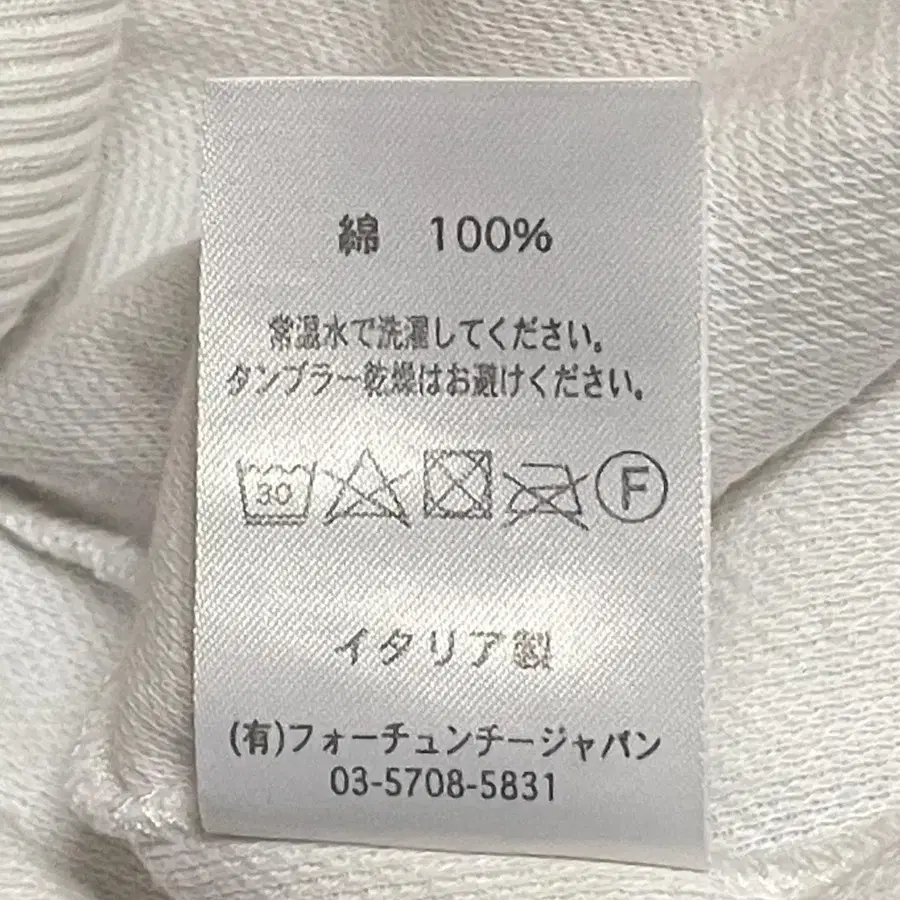 綿 100%
常温水で洗濯してください。
タンブラー乾燥はお避けください。
30 F
イタリア製
(有)フォーチュンチージャパン
03-5708-5831